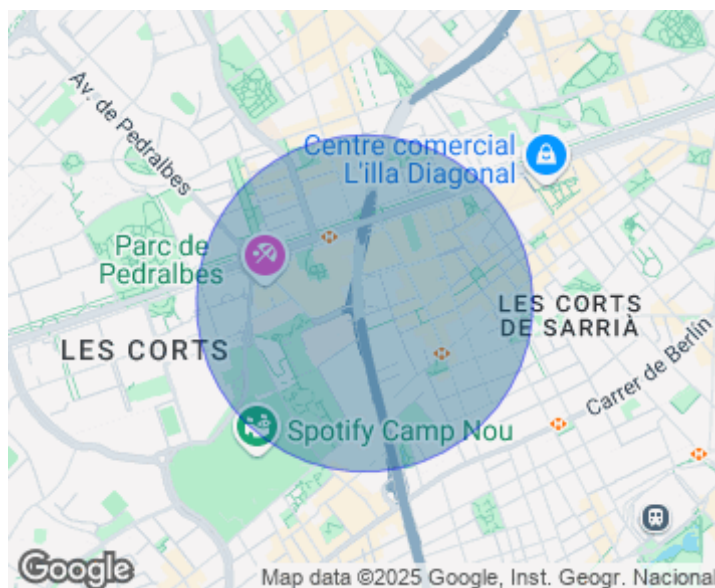 Av. de Pedralbes
Centre comercial
L'illa Diagonal
Parc de
Pedralbes
LES CORTS
DE SARRIÀ
LES CORTS
Carrer de Berlín
Spotify Camp Nou
Google
Map data ©2025 Google, Inst. Geogr. Nacional